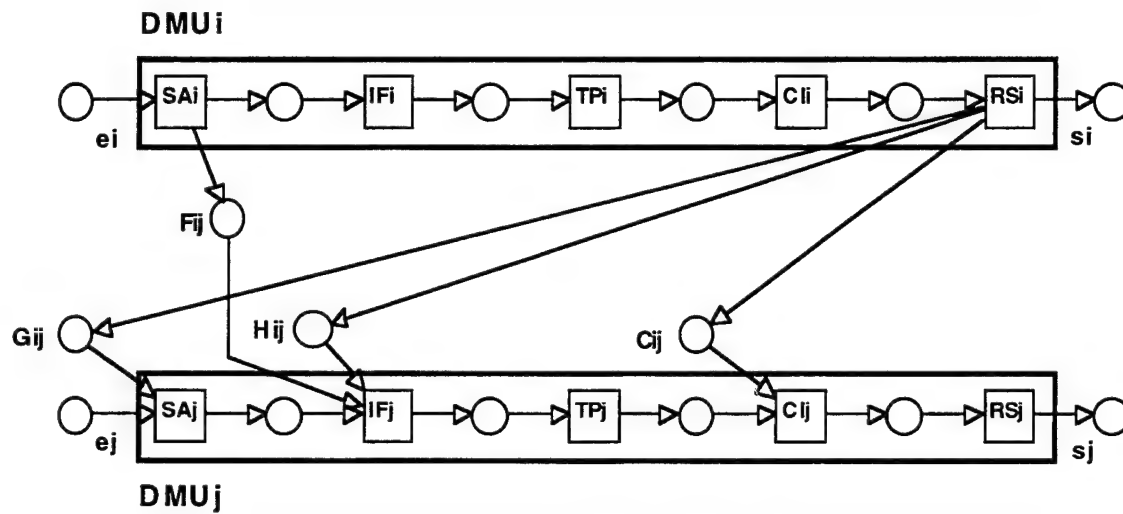 DMUi
SAi IFi TPi CIi RSi
ei si
Fij
Gij Hij Cij
SAj IFj TPj CIj RSj
ej sj
DMUj